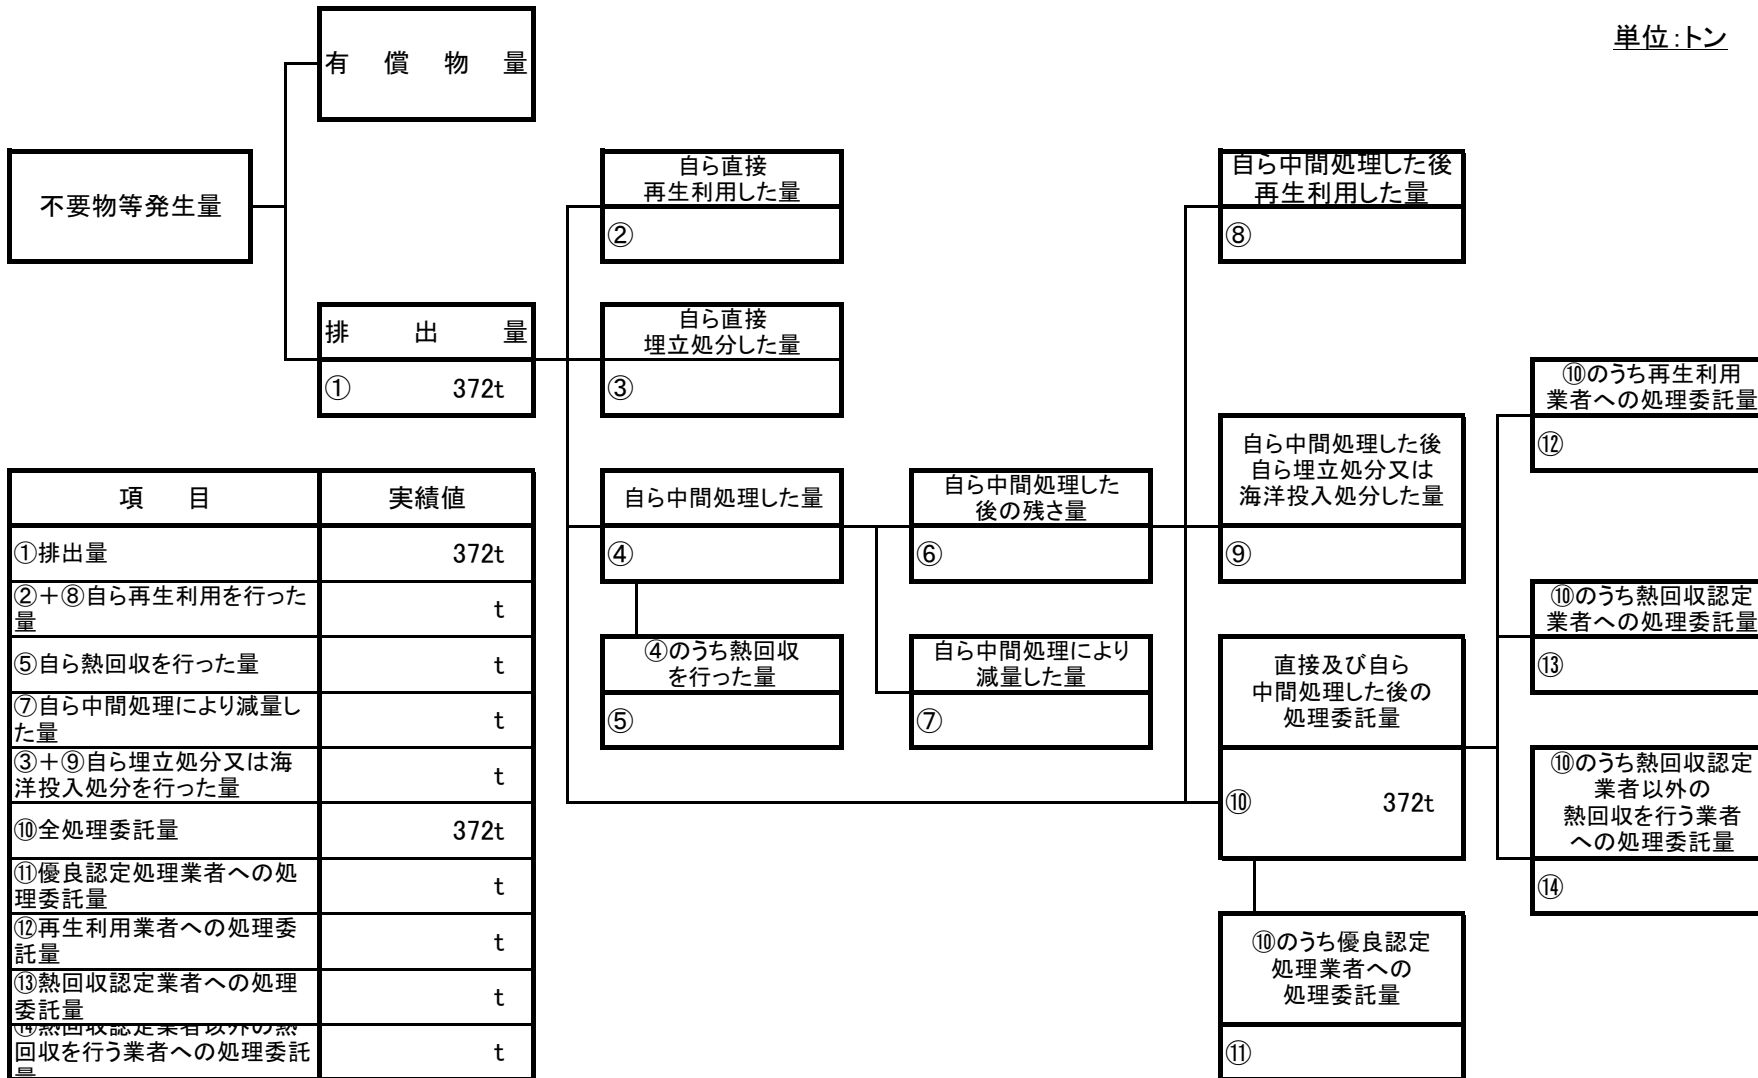 単位:トン
有 償 物 量
不要物等発生量
排 出 量
① 372t
自ら直接
再生利用した量
②
自ら直接
埋立処分した量
③
自ら中間処理した量
④
④のうち熱回収
を行った量
⑤
自ら中間処理した
後の残さ量
⑥
自ら中間処理により
減量した量
⑦
自ら中間処理した後
再生利用した量
⑧
自ら中間処理した後
自ら埋立処分又は
海洋投入処分した量
⑨
直接及び自ら
中間処理した後の
処理委託量
⑩ 372t
⑩のうち優良認定
処理業者への
処理委託量
⑪
⑩のうち再生利用
業者への処理委託量
⑫
⑩のうち熱回収認定
業者への処理委託量
⑬
⑩のうち熱回収認定
業者以外の
熱回収を行う業者
への処理委託量
⑭
項 目 実績値
①排出量 372t
②＋⑧自ら再生利用を行った
量 t
⑤自ら熱回収を行った量 t
⑦自ら中間処理により減量し
た量 t
③＋⑨自ら埋立処分又は海
洋投入処分を行った量 t
⑩全処理委託量 372t
⑪優良認定処理業者への処
理委託量 t
⑫再生利用業者への処理委
託量 t
⑬熱回収認定業者への処理
委託量 t
⑭熱回収認定業者以外の熱
回収を行う業者への処理委託
量 t